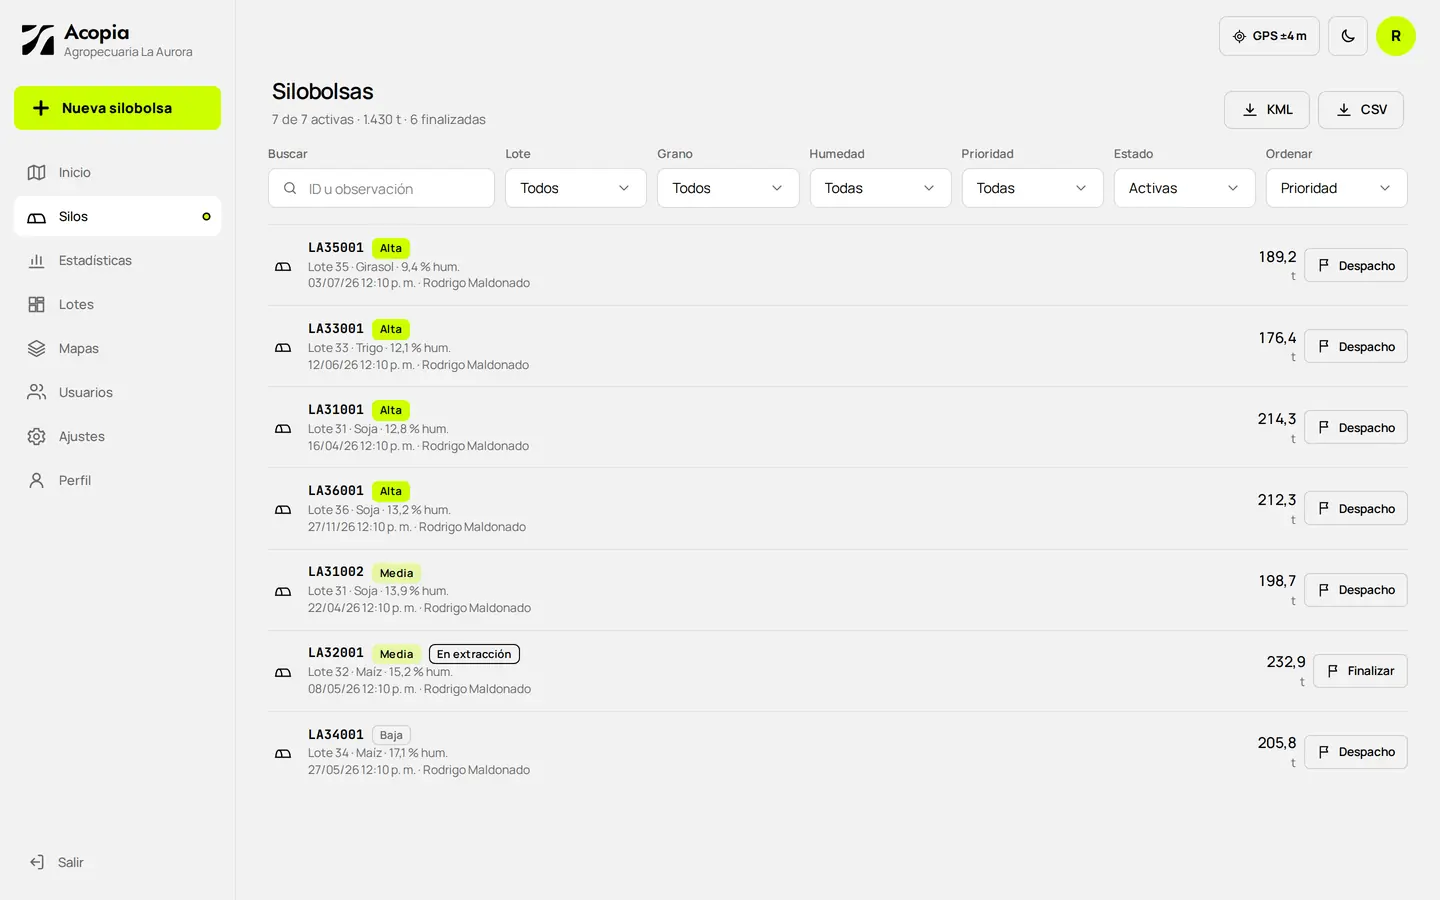 Acopia
Agropecuaria La Aurora
GPS ±4 m
R
Nueva silobolsa
Inicio
Silos
Estadísticas
Lotes
Mapas
Usuarios
Ajustes
Perfil
Salir
Silobolsas
7 de 7 activas · 1.430 t · 6 finalizadas
KML
CSV
Buscar
Lote
Grano
Humedad
Prioridad
Estado
Ordenar
ID u observación
Todos
Todos
Todas
Todas
Activas
Prioridad
LA35001 Alta
Lote 35 · Girasol · 9,4 % hum.
03/07/26 12:10 p. m. · Rodrigo Maldonado
189,2
t
Despacho
LA33001 Alta
Lote 33 · Trigo · 12,1 % hum.
12/06/26 12:10 p. m. · Rodrigo Maldonado
176,4
t
Despacho
LA31001 Alta
Lote 31 · Soja · 12,8 % hum.
16/04/26 12:10 p. m. · Rodrigo Maldonado
214,3
t
Despacho
LA36001 Alta
Lote 36 · Soja · 13,2 % hum.
27/11/26 12:10 p. m. · Rodrigo Maldonado
212,3
t
Despacho
LA31002 Media
Lote 31 · Soja · 13,9 % hum.
22/04/26 12:10 p. m. · Rodrigo Maldonado
198,7
t
Despacho
LA32001 Media En extracción
Lote 32 · Maíz · 15,2 % hum.
08/05/26 12:10 p. m. · Rodrigo Maldonado
232,9
t
Finalizar
LA34001 Baja
Lote 34 · Maíz · 17,1 % hum.
27/05/26 12:10 p. m. · Rodrigo Maldonado
205,8
t
Despacho